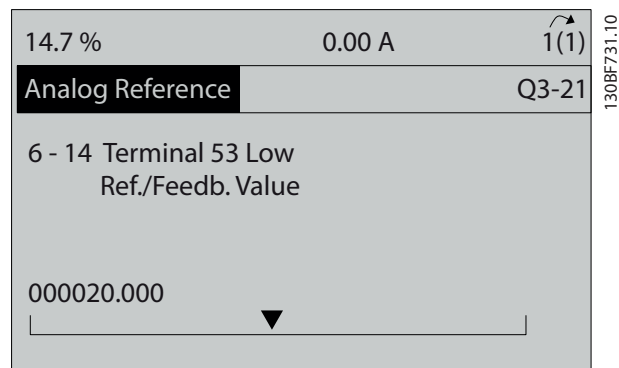 14.7 % 0.00 A 1(1)
Analog Reference Q3-21
6 - 14 Terminal 53 Low
Ref./Feedb. Value
000020.000
130BF731.10